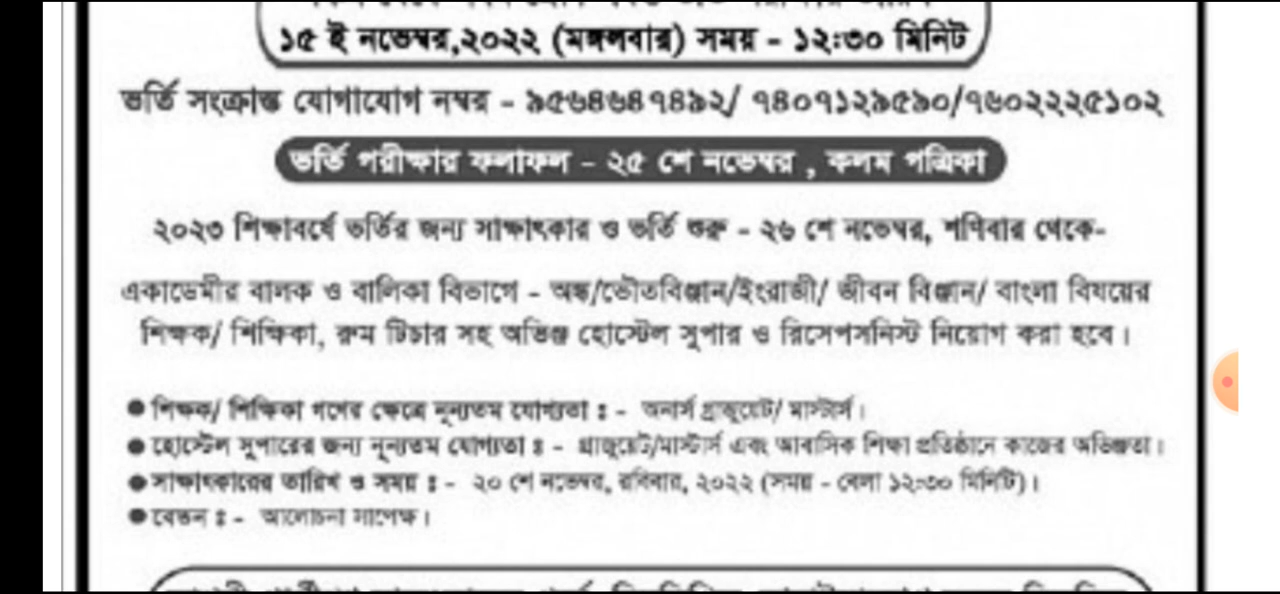 ১৫ ই নভেম্বর,২০২২ (মঙ্গলবার) সময় - ১২:৩০ মিনিট
ভর্তি সংক্রান্ত যোগাযোগ নম্বর - ৯৫৬৪৬৪৭৪৯২/ ৭৪০৭১২৯৫৯০/৭৬০২২২৫১০২
ভর্তি পরীক্ষার ফলাফল - ২৫ শে নভেম্বর , কলম পত্রিকা
২০২৩ শিক্ষাবর্ষে ভর্তির জন্য সাক্ষাৎকার ও ভর্তি শুরু - ২৬ শে নভেম্বর, শনিবার থেকে-
একাডেমীর বালক ও বালিকা বিভাগে - অঙ্ক/ভৌতবিজ্ঞান/ইংরাজী/ জীবন বিজ্ঞান/ বাংলা বিষয়ের
শিক্ষক/ শিক্ষিকা, রুম টিচার সহ অভিজ্ঞ হোস্টেল সুপার ও রিসেপসনিস্ট নিয়োগ করা হবে।
● শিক্ষক/ শিক্ষিকা গণের ক্ষেত্রে নূন্যতম যোগ্যতা ঃ - অনার্স গ্রাজুয়েট/ মাস্টার্স।
● হোস্টেল সুপারের জন্য নূন্যতম যোগ্যতা ঃ - গ্রাজুয়েট/মাস্টার্স এবং আবাসিক শিক্ষা প্রতিষ্ঠানে কাজের অভিজ্ঞতা।
● সাক্ষাৎকারের তারিখ ও সময় ঃ - ২০ শে নভেম্বর, রবিবার, ২০২২ (সময় - বেলা ১২:৩০ মিনিট)।
● বেতন ঃ - আলোচনা সাপেক্ষ।